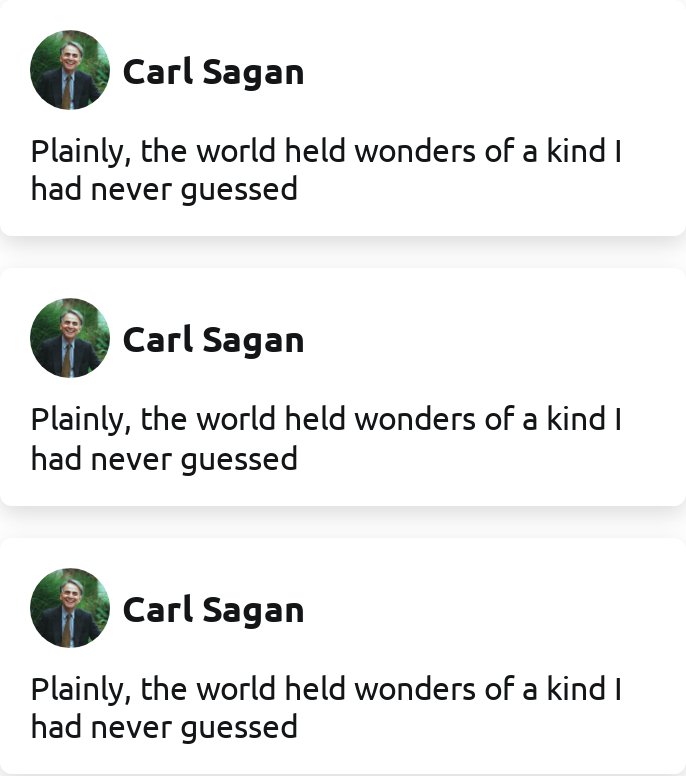 Carl Sagan
Plainly, the world held wonders of a kind I
had never guessed
Carl Sagan
Plainly, the world held wonders of a kind I
had never guessed
Carl Sagan
Plainly, the world held wonders of a kind I
had never guessed